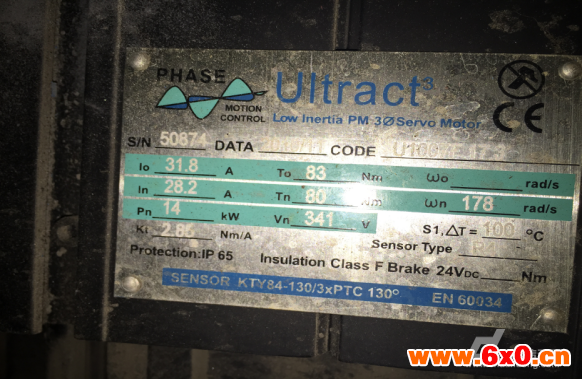 PHASE
MOTION
CONTROL
Ultract³
Low Inertia PM 3Ø Servo Motor
CE
S/N 50874 DATA CODE
Io 31.8 A To 83 Nm ωo rad/s
In 28.2 A Tn 80 Nm ωn 178 rad/s
Pn 14 kW Vn 341 V S1, ΔT = 100 °C
Kt 2.85 Nm/A Sensor Type
Protection: IP 65 Insulation Class F Brake 24VDC Nm
SENSOR KTY84-130/3xPTC 130° EN 60034
www.6x0.cn